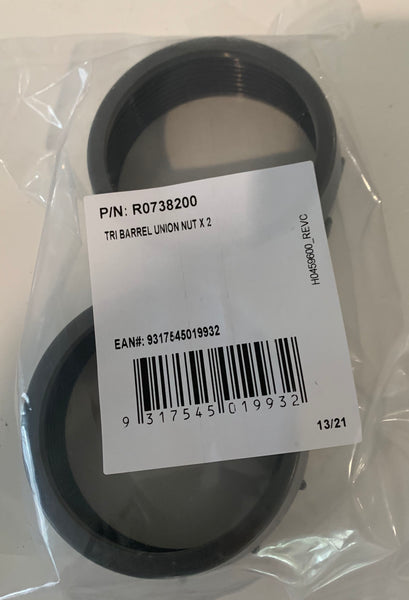 P/N: R0738200
TRI BARREL UNION NUT X 2
H0459600_REVC
EAN#: 9317545019932
9 317545 019932
13/21